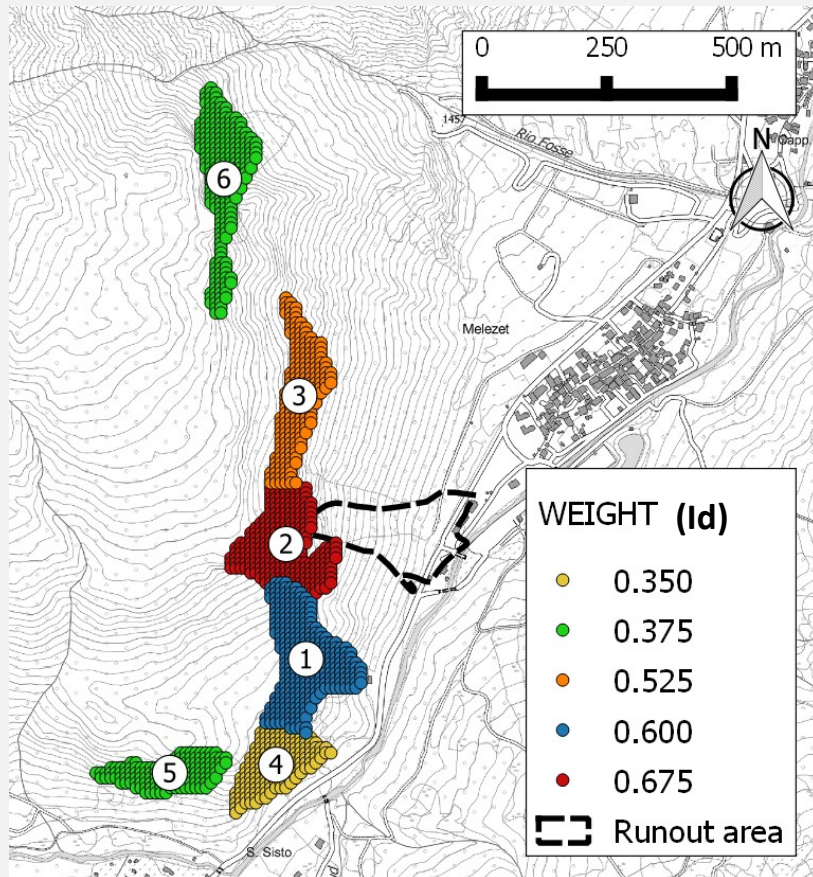 0 250 500 m
1457
Rio Fosse
N
Capp.
6
Melezet
3
2
1
5
4
S. Sisto
WEIGHT (Id)
0.350
0.375
0.525
0.600
0.675
Runout area